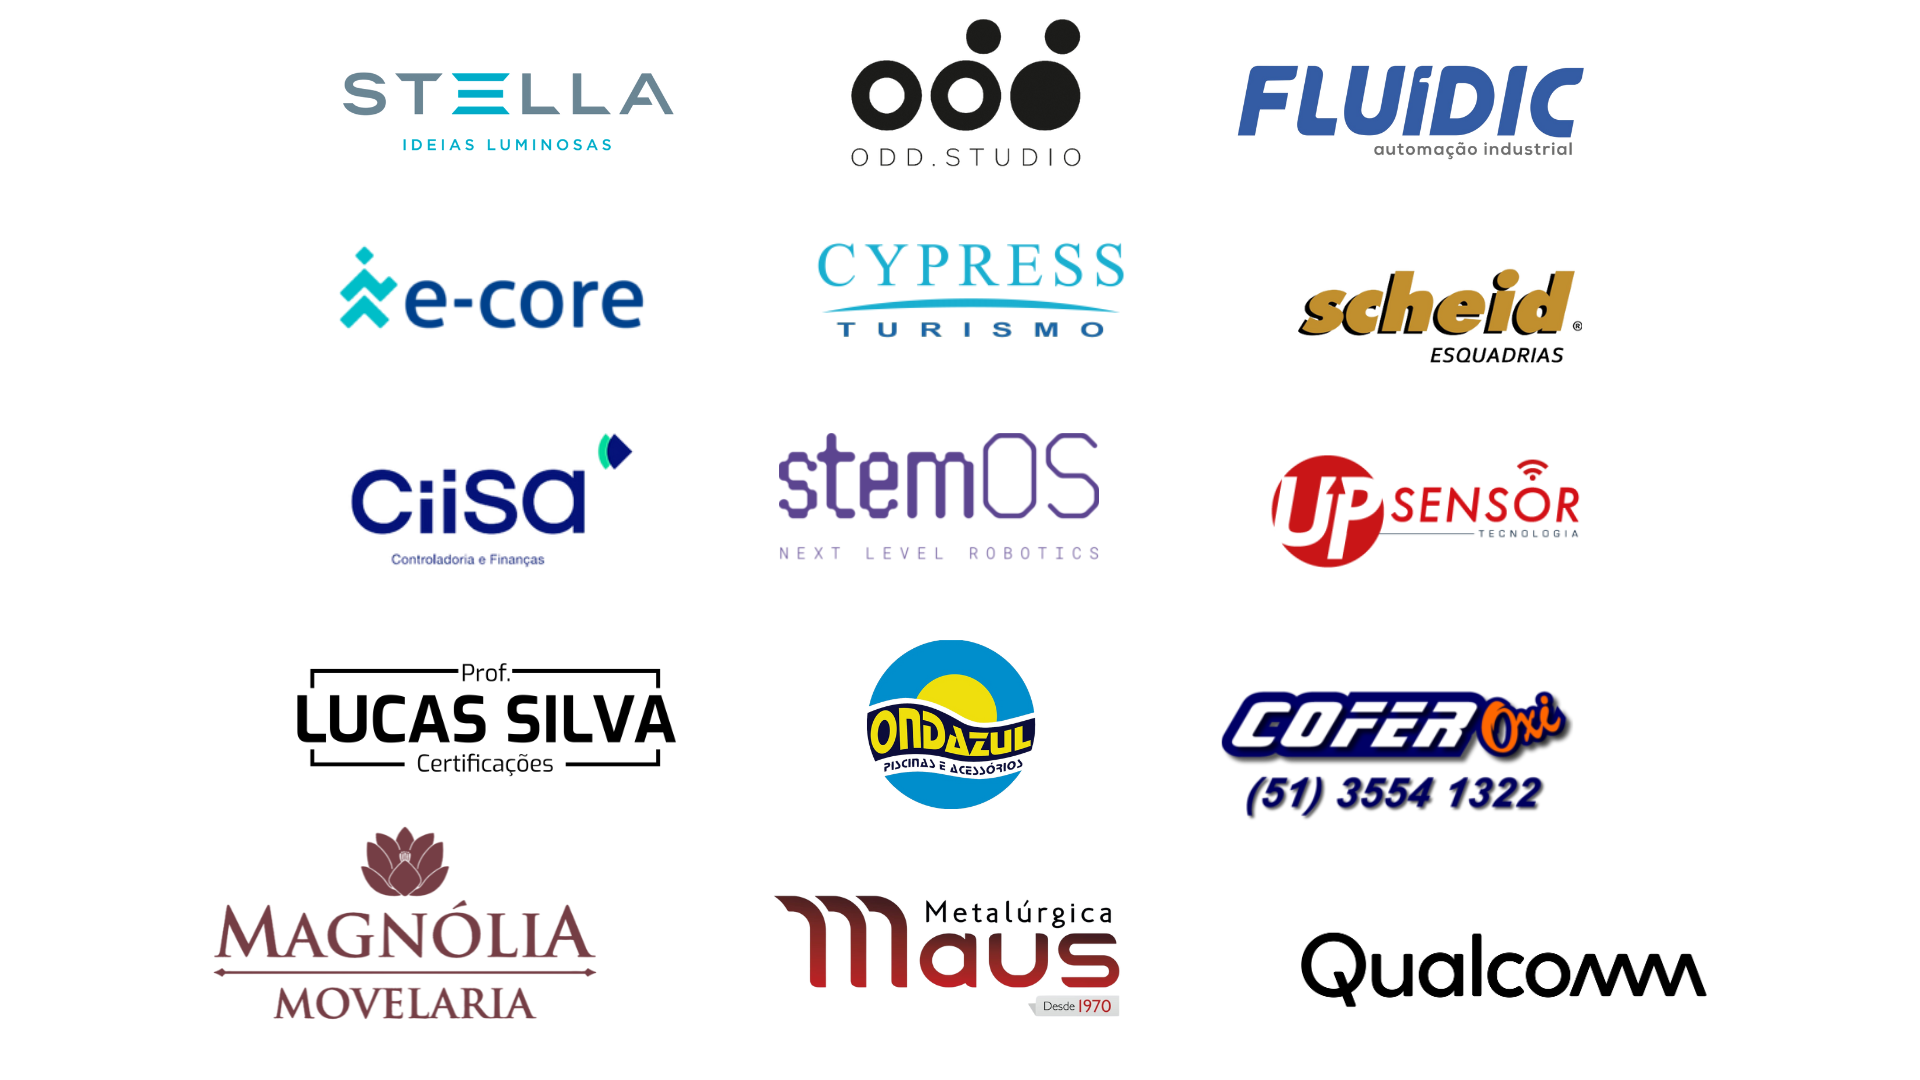 STELLA
IDEIAS LUMINOSAS
odd
ODD.STUDIO
FLUíDIC
automação industrial
e-core
CYPRESS
TURISMO
scheid®
ESQUADRIAS
ciisa
Controladoria e Finanças
stemOS
NEXT LEVEL ROBOTICS
UP SENSOR
TECNOLOGIA
Prof.
LUCAS SILVA
Certificações
ONDAZUL
PISCINAS E ACESSÓRIOS
COFER Oxi
(51) 3554 1322
MAGNÓLIA
MOVELARIA
Metalúrgica
maus
Desde 1970
Qualcomm